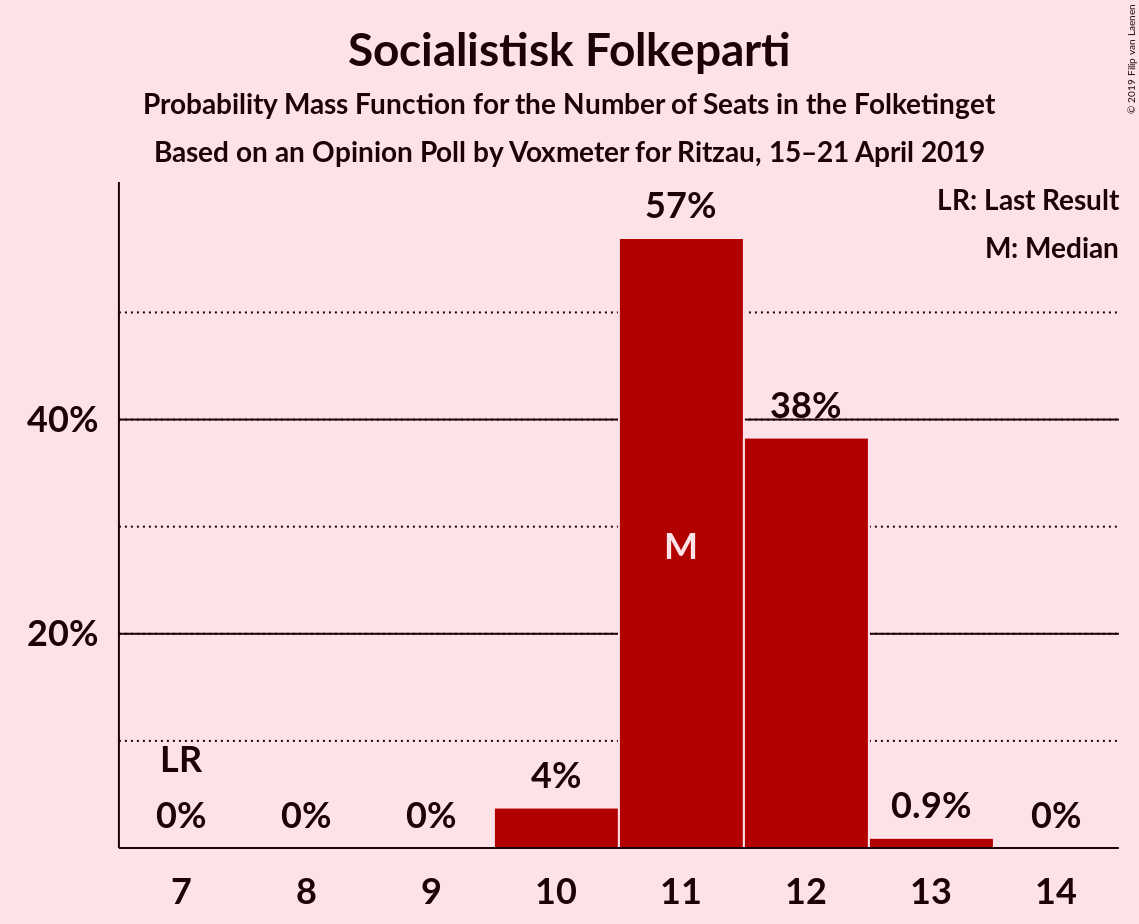 Socialistisk Folkeparti
Probability Mass Function for the Number of Seats in the Folketinget
Based on an Opinion Poll by Voxmeter for Ritzau, 15–21 April 2019
© 2019 Filip van Laenen
LR: Last Result
M: Median
57%
38%
40%
M
20%
LR
0%
0%
0%
4%
0.9%
0%
7
8
9
10
11
12
13
14